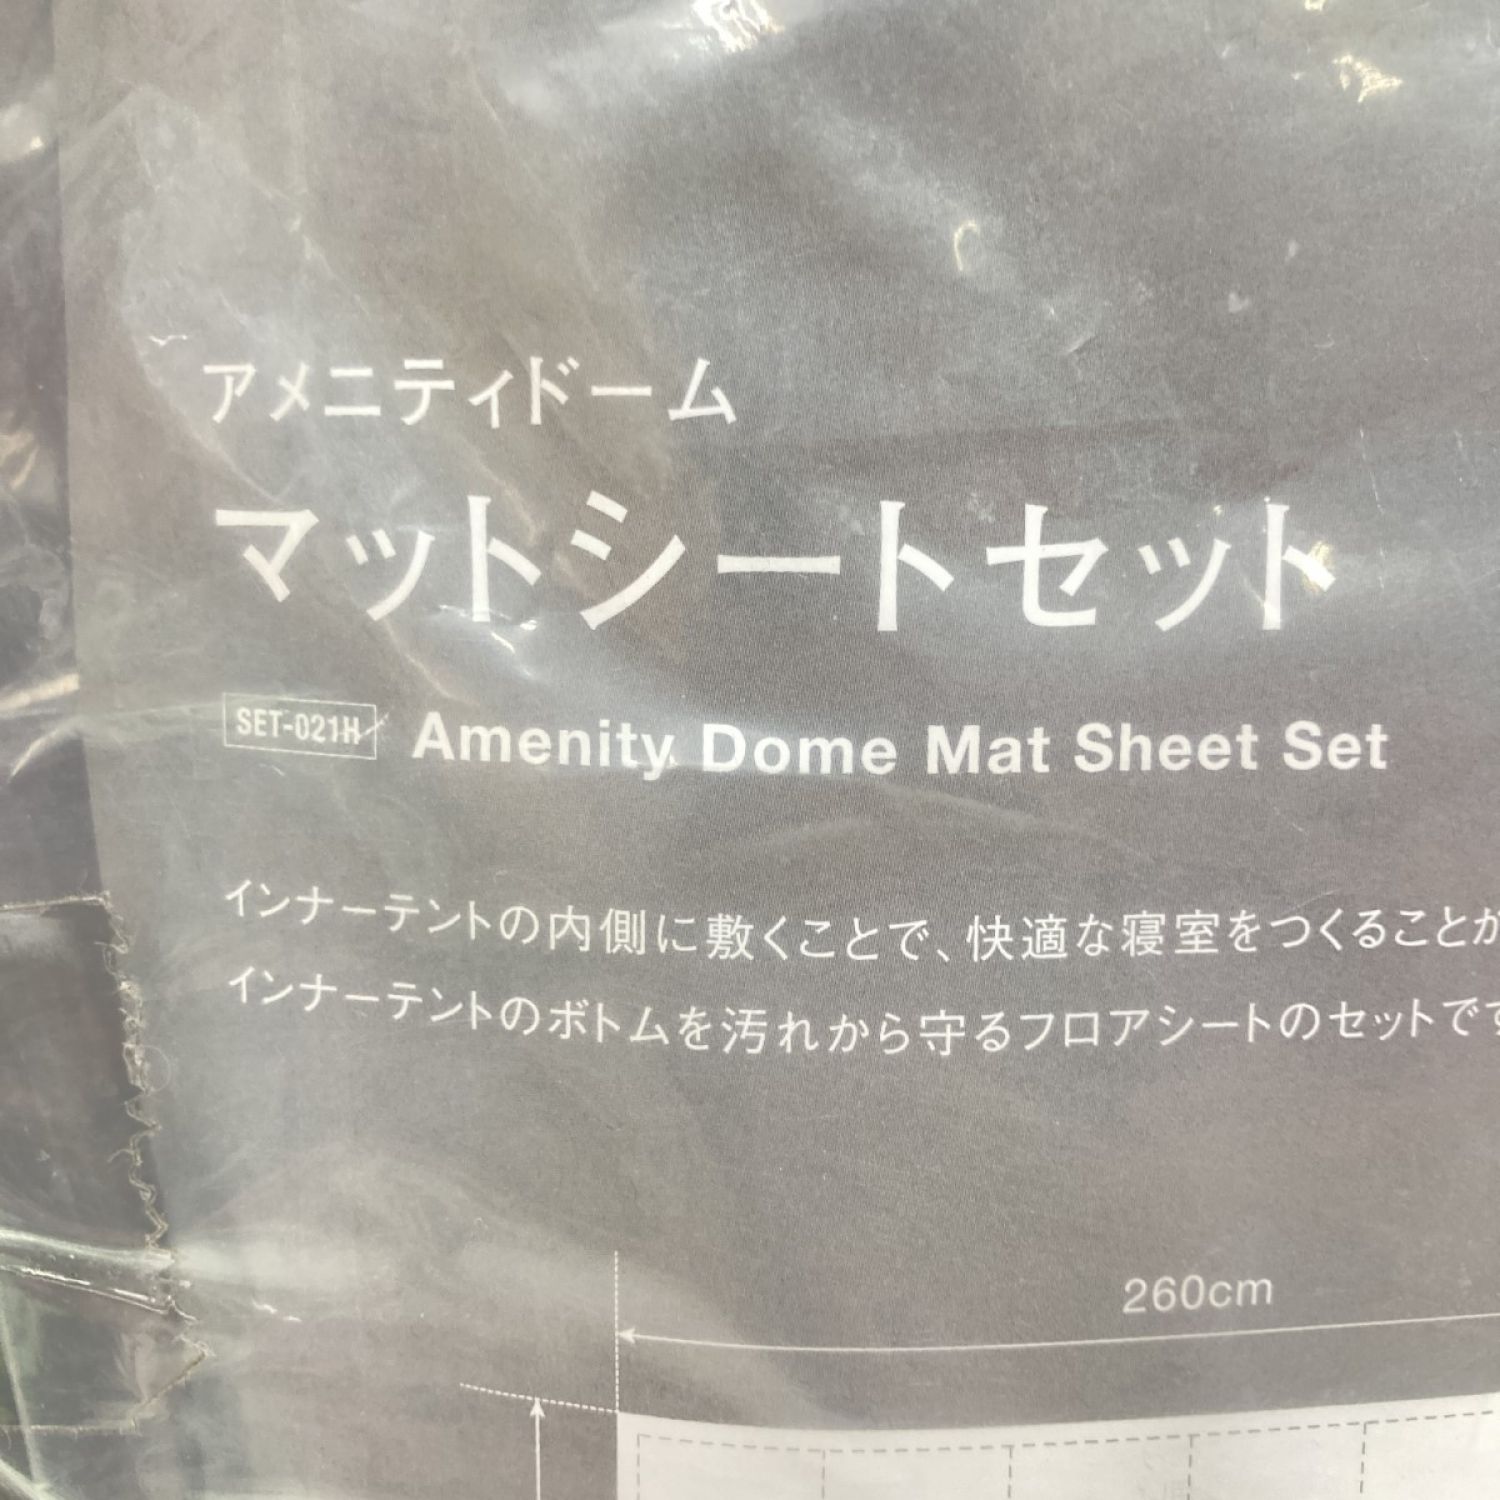 アメニティドーム
マットシートセット
SET-021H Amenity Dome Mat Sheet Set
インナーテントの内側に敷くことで、快適な寝室をつくることが
インナーテントのボトムを汚れから守るフロアシートのセットです
260cm